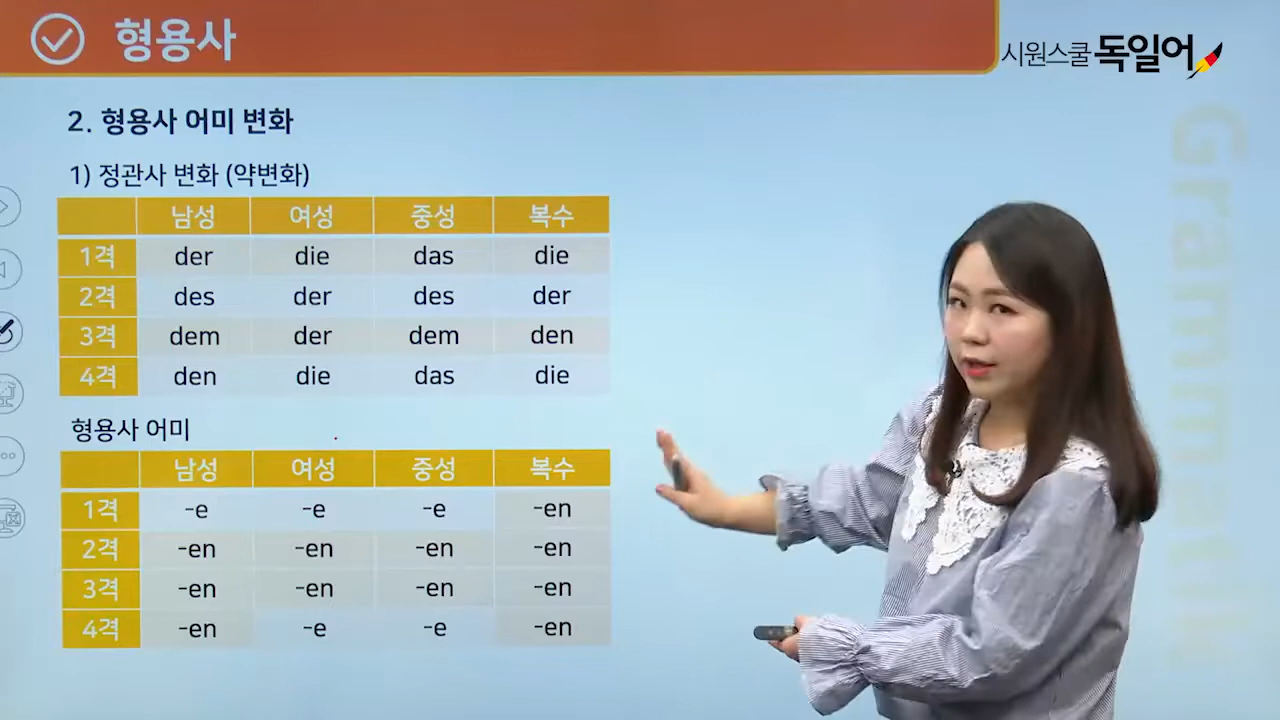 형용사
시원스쿨 독일어
2. 형용사 어미 변화
1) 정관사 변화 (약변화)
남성 여성 중성 복수
1격 der die das die
2격 des der des der
3격 dem der dem den
4격 den die das die
형용사 어미
남성 여성 중성 복수
1격 -e -e -e -en
2격 -en -en -en -en
3격 -en -en -en -en
4격 -en -e -e -en